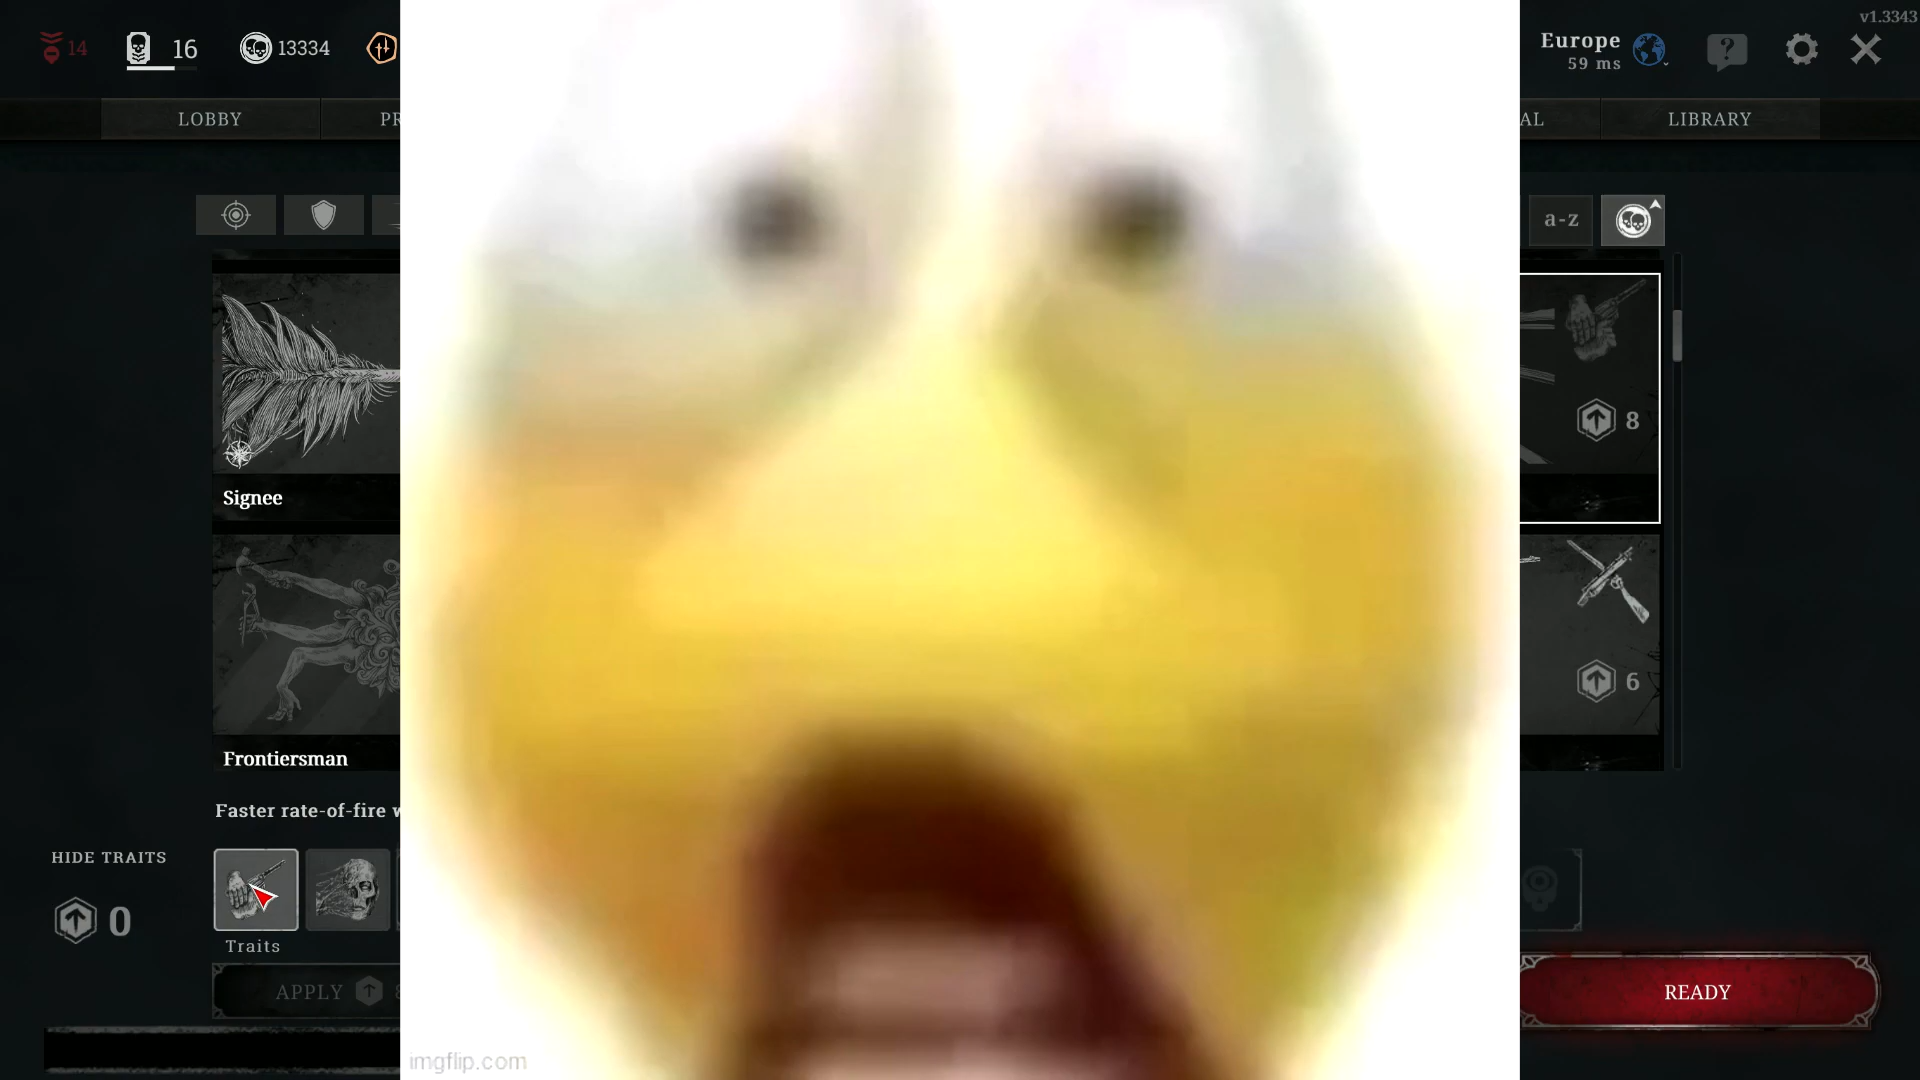 v1.3343
14
16
13334
Europe
59 ms
LOBBY
PR
AL
LIBRARY
a-z
Signee
8
Frontiersman
6
Faster rate-of-fire w
HIDE TRAITS
0
Traits
APPLY
READY
imgflip.com